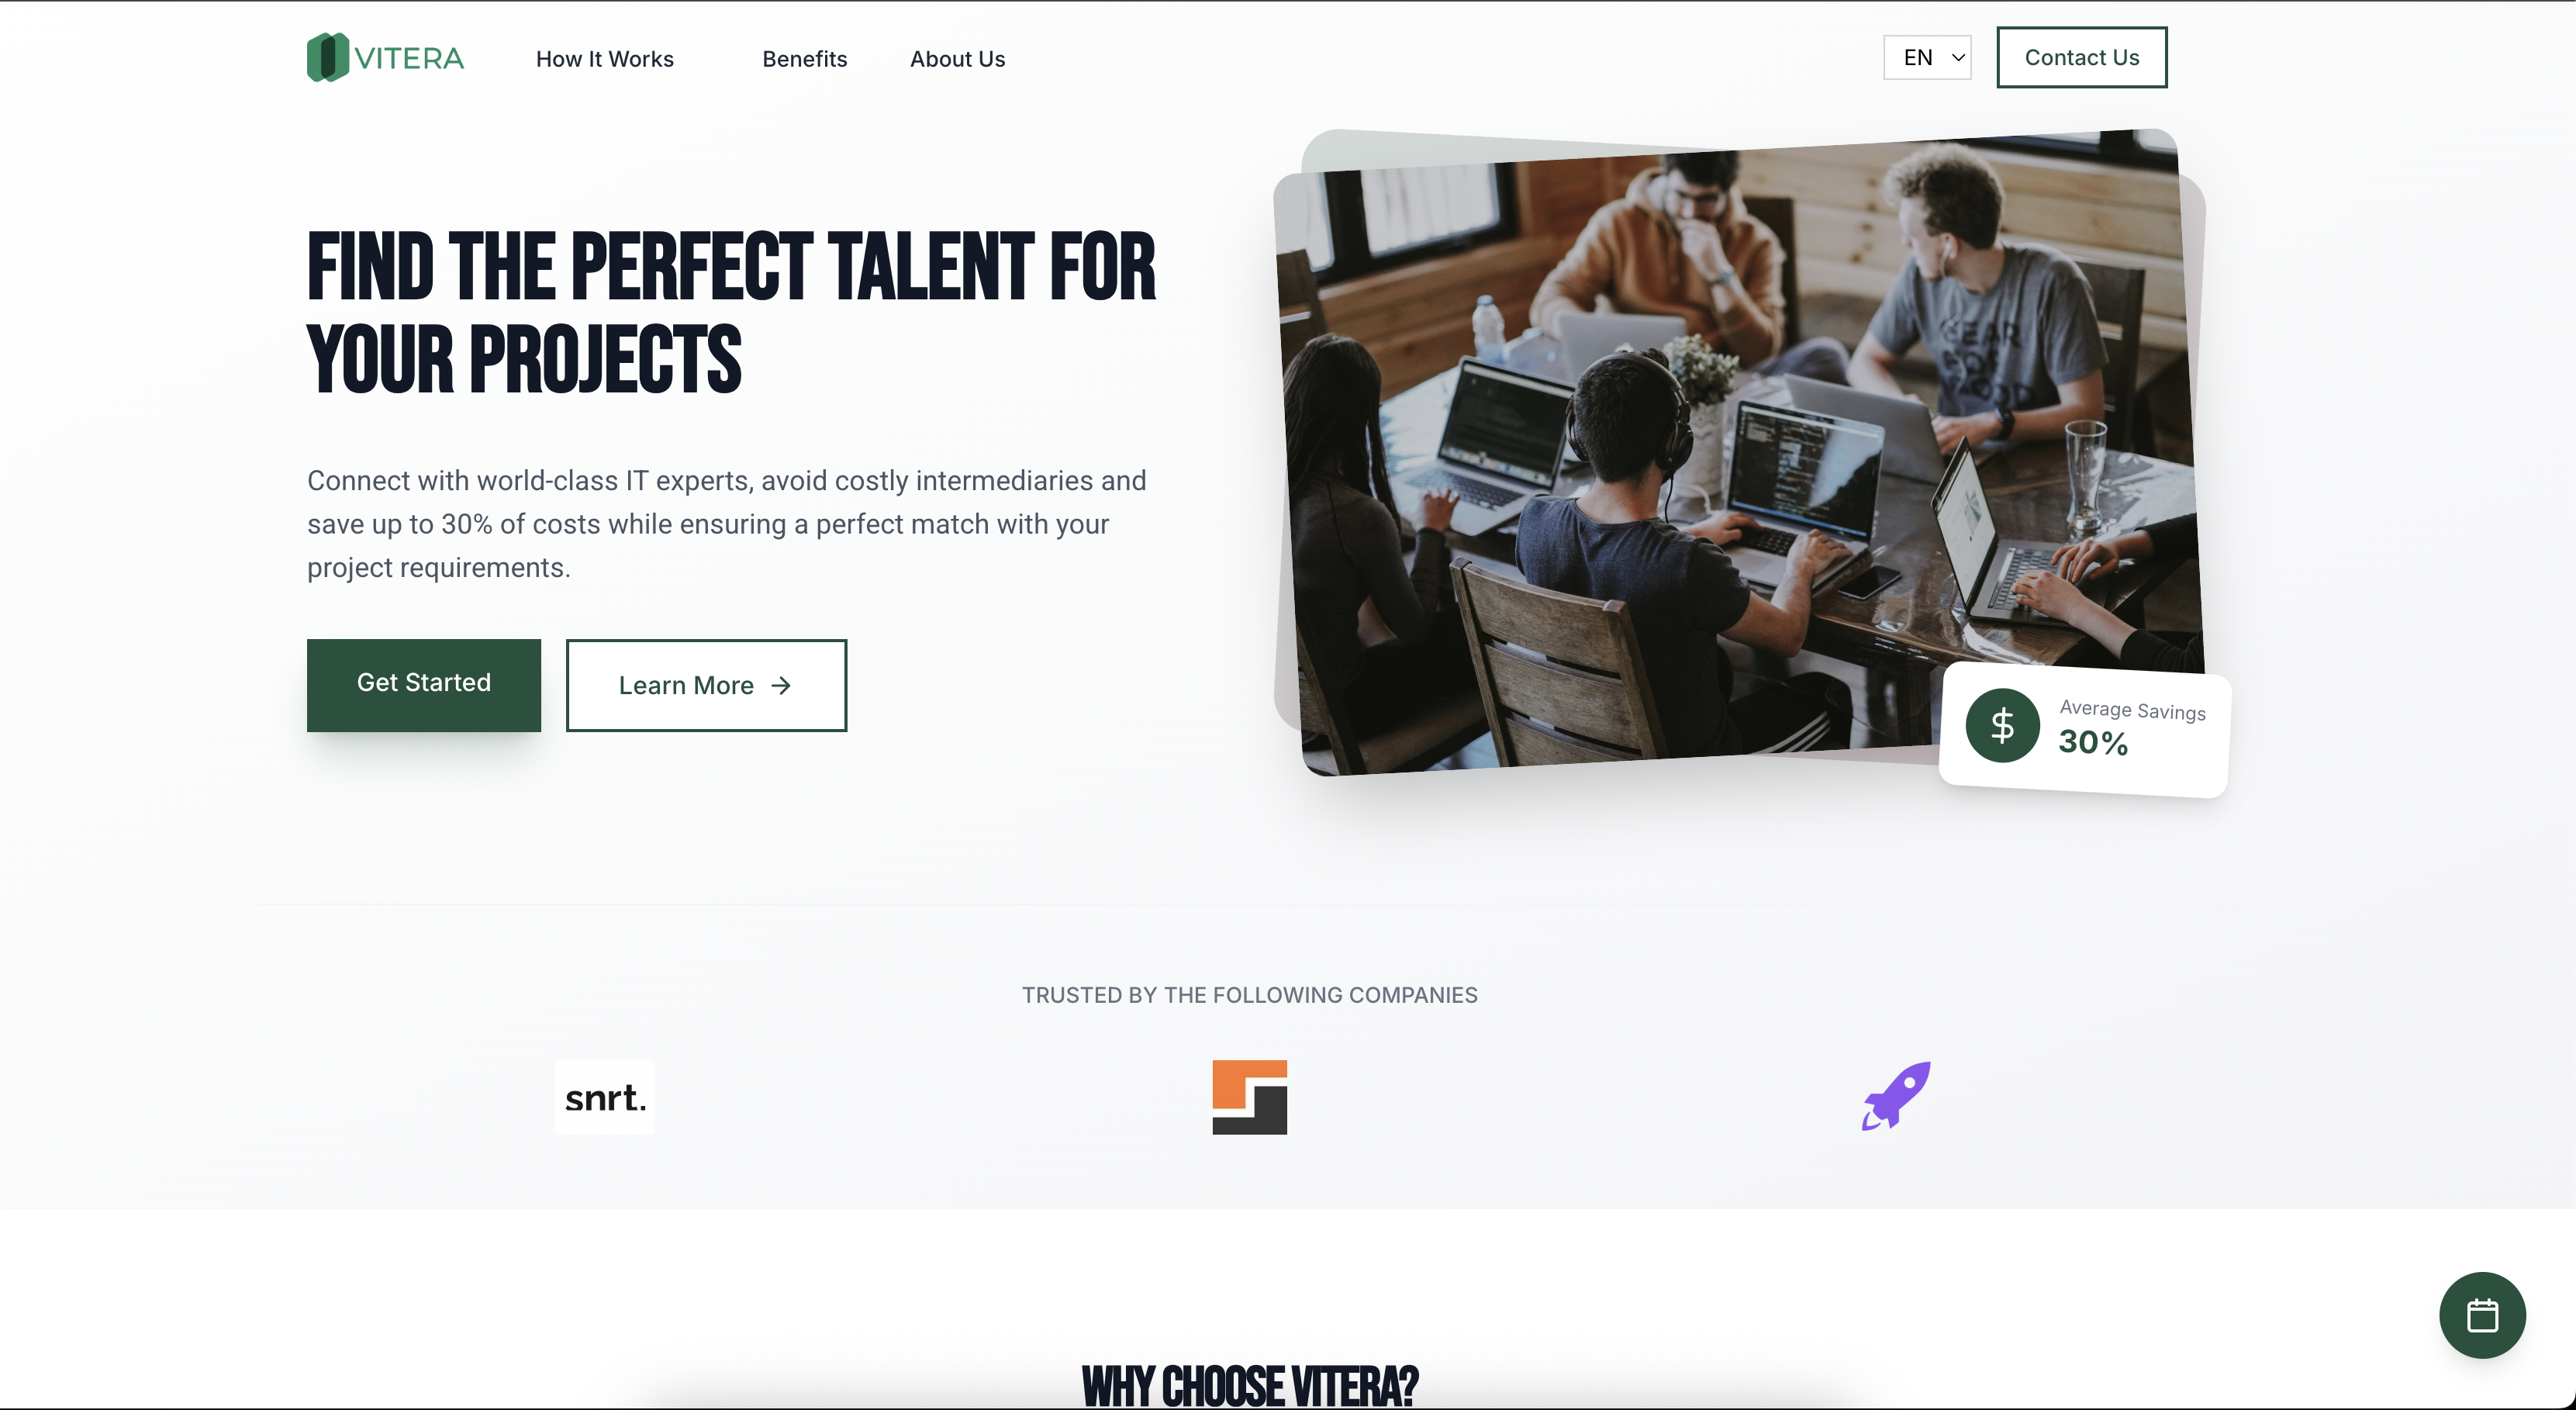 VITERA
How It Works
Benefits
About Us
EN
Contact Us
FIND THE PERFECT TALENT FOR
YOUR PROJECTS
Connect with world-class IT experts, avoid costly intermediaries and
save up to 30% of costs while ensuring a perfect match with your
project requirements.
Get Started
Learn More →
Average Savings
$
30%
TRUSTED BY THE FOLLOWING COMPANIES
snrt.
WHY CHOOSE VITERA?